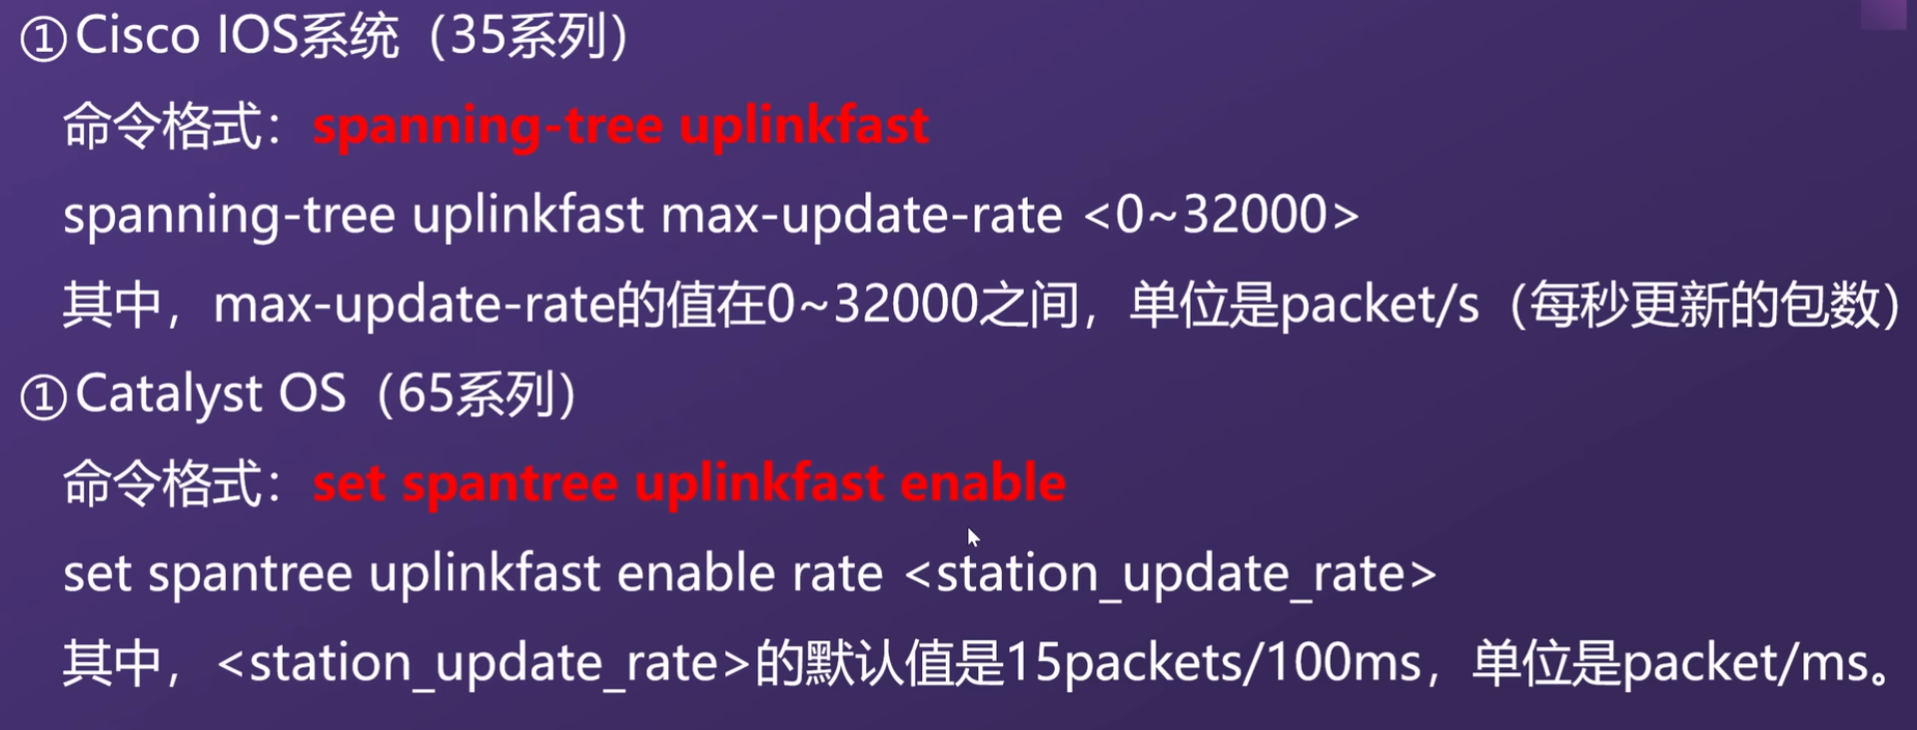 ①Cisco IOS系统（35系列）
命令格式：spanning-tree uplinkfast
spanning-tree uplinkfast max-update-rate <0~32000>
其中，max-update-rate的值在0~32000之间，单位是packet/s（每秒更新的包数）
①Catalyst OS（65系列）
命令格式：set spantree uplinkfast enable
set spantree uplinkfast enable rate <station_update_rate>
其中，<station_update_rate>的默认值是15packets/100ms，单位是packet/ms。